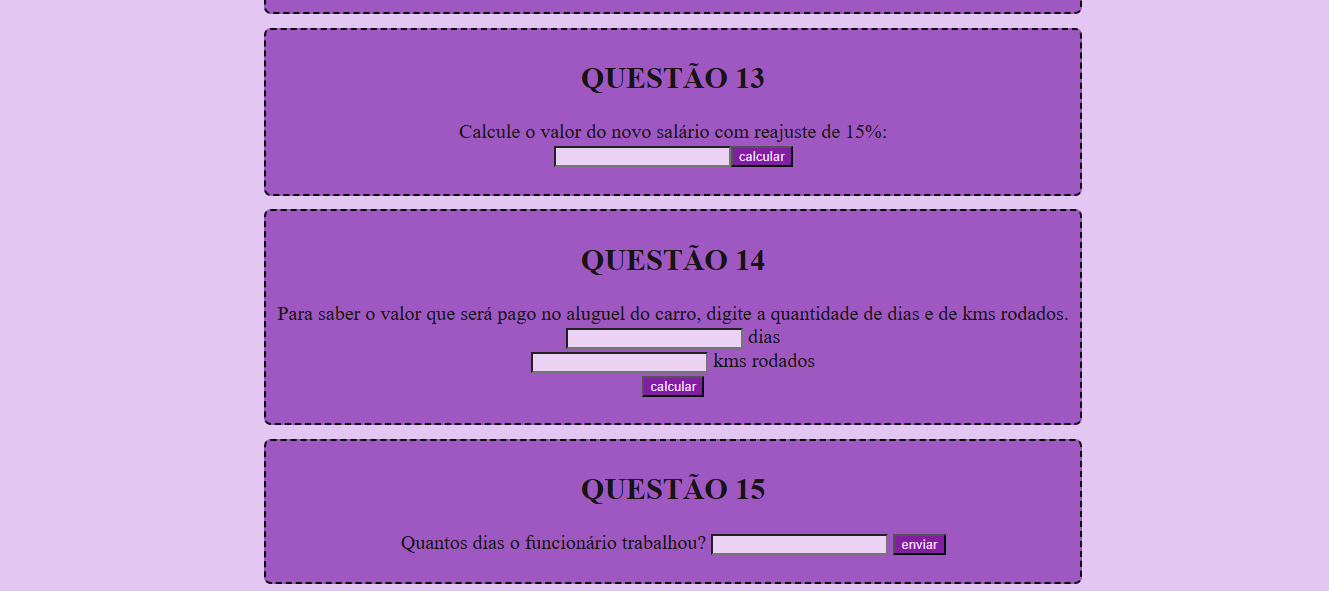 QUESTÃO 13
Calcule o valor do novo salário com reajuste de 15%:
calcular
QUESTÃO 14
Para saber o valor que será pago no aluguel do carro, digite a quantidade de dias e de kms rodados.
dias
kms rodados
calcular
QUESTÃO 15
Quantos dias o funcionário trabalhou? enviar